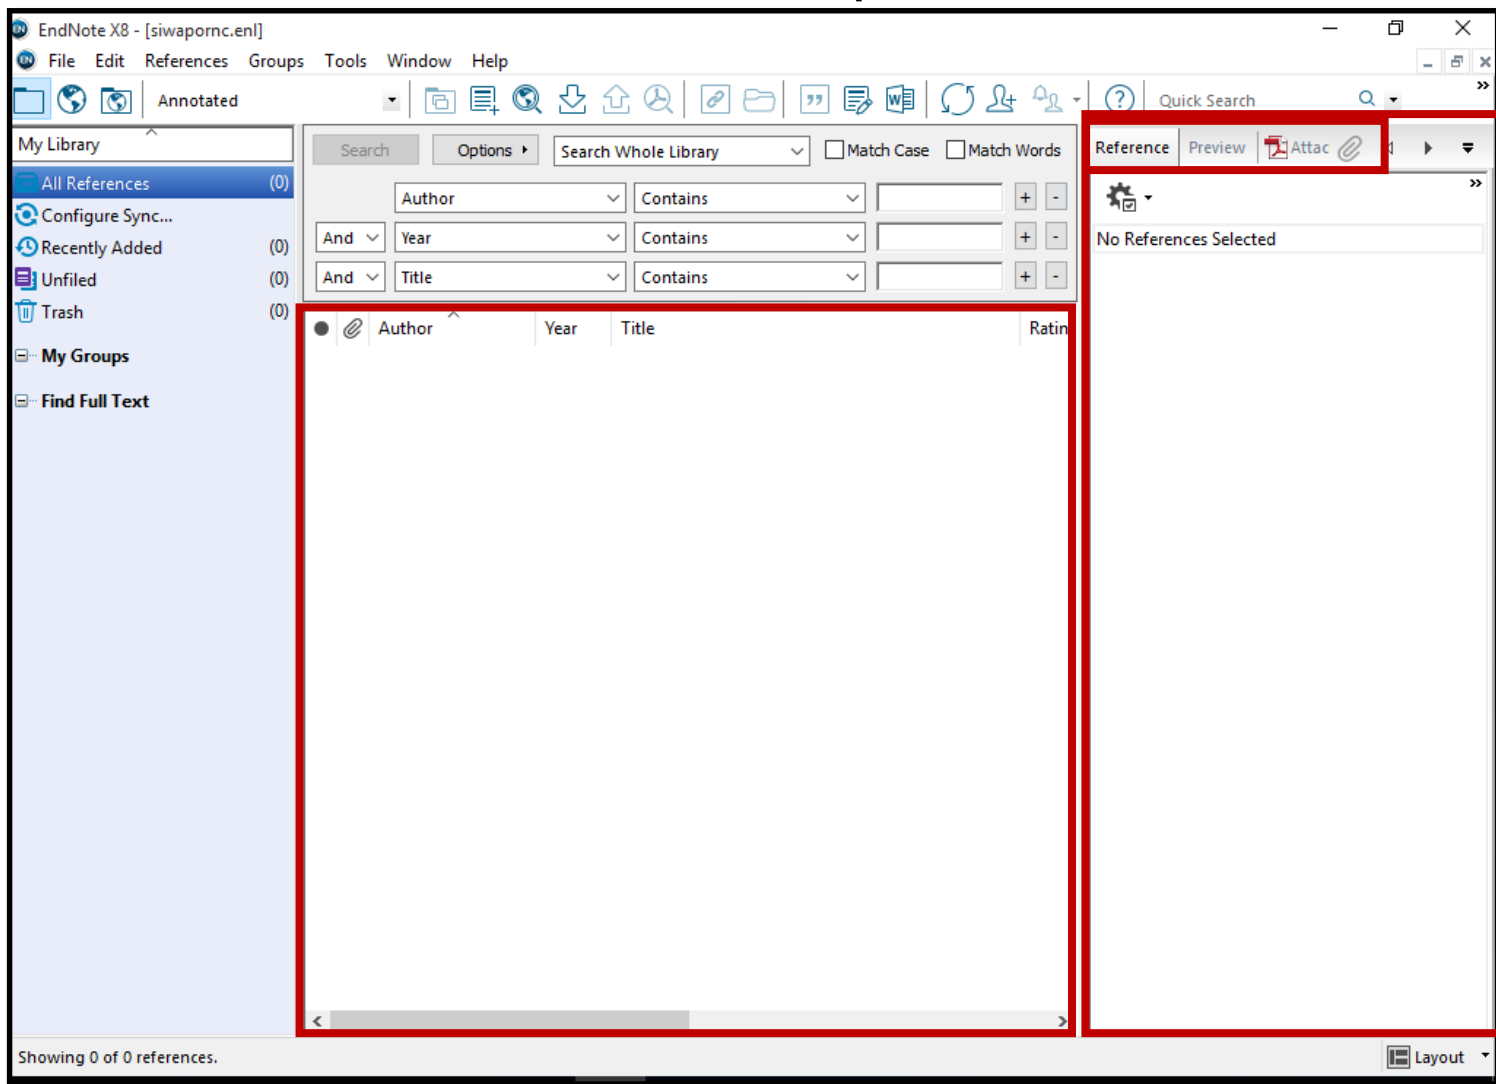 EndNote X8 - [siwapornc.enl]
File Edit References Groups Tools Window Help
Annotated
Quick Search
My Library
Search Options Search Whole Library Match Case Match Words
Reference Preview Attac
All References (0)
Configure Sync...
Recently Added (0)
Unfiled (0)
Trash (0)
My Groups
Find Full Text
Author Contains + -
And Year Contains + -
And Title Contains + -
No References Selected
Author Year Title Ratin
Showing 0 of 0 references.
Layout